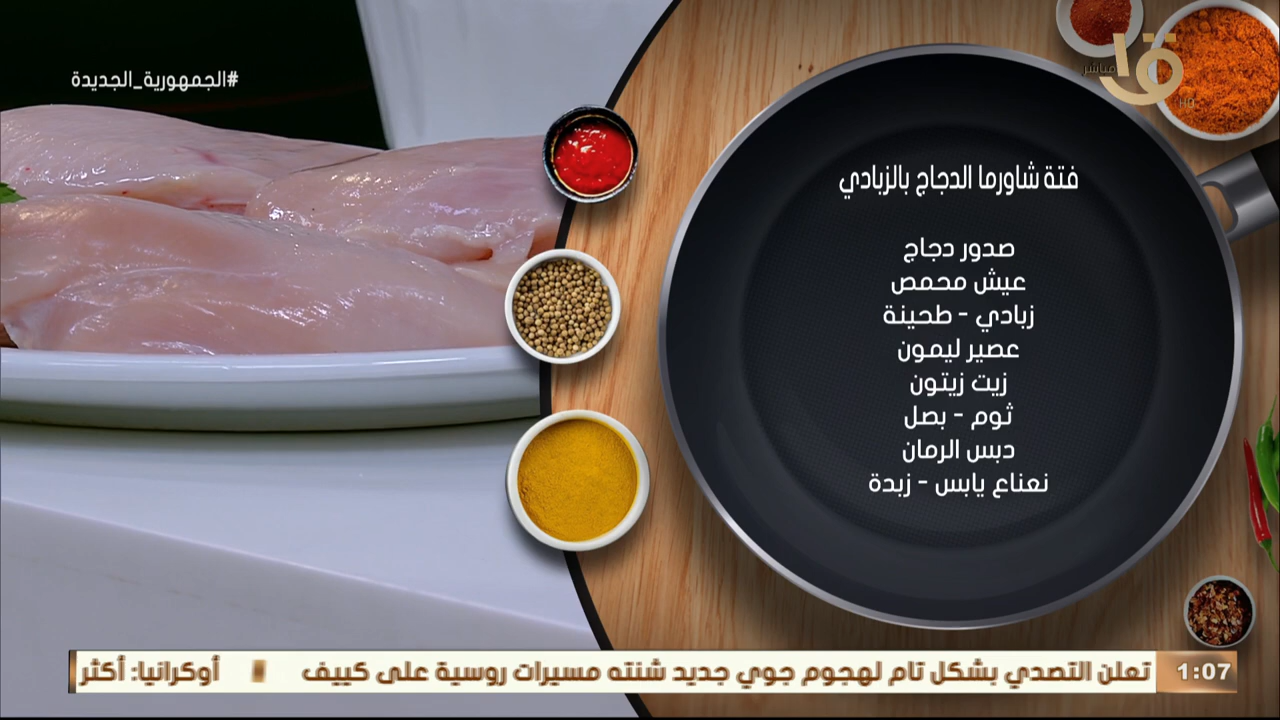 #الجمهورية_الجديدة
مباشر
HD
فتة شاورما الدجاج بالزبادي
صدور دجاج
عيش محمص
زبادي - طحينة
عصير ليمون
زيت زيتون
ثوم - بصل
دبس الرمان
نعناع يابس - زبدة
1:07
تعلن التصدي بشكل تام لهجوم جوي جديد شنته مسيرات روسية على كييف
أوكرانيا: أكثر